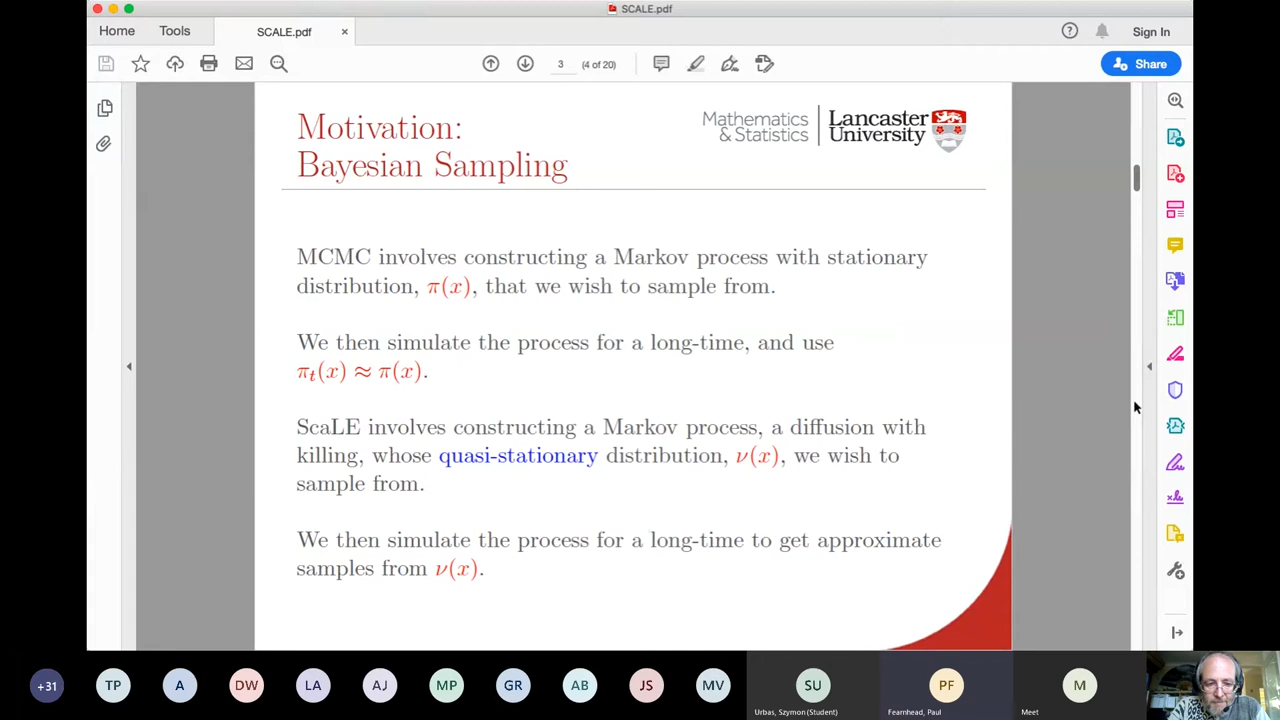 SCALE.pdf
Home
Tools
SCALE.pdf
×
Sign In
3
(4 of 20)
Share
Motivation:
Bayesian Sampling
Mathematics
& Statistics
Lancaster
University
MCMC involves constructing a Markov process with stationary
distribution, π(x), that we wish to sample from.
We then simulate the process for a long-time, and use
πt(x) ≈ π(x).
ScaLE involves constructing a Markov process, a diffusion with
killing, whose quasi-stationary distribution, ν(x), we wish to
sample from.
We then simulate the process for a long-time to get approximate
samples from ν(x).
+31
TP
A
DW
LA
AJ
MP
GR
AB
JS
MV
SU
PF
M
Urbas, Szymon (Student)
Fearnhead, Paul
Meet